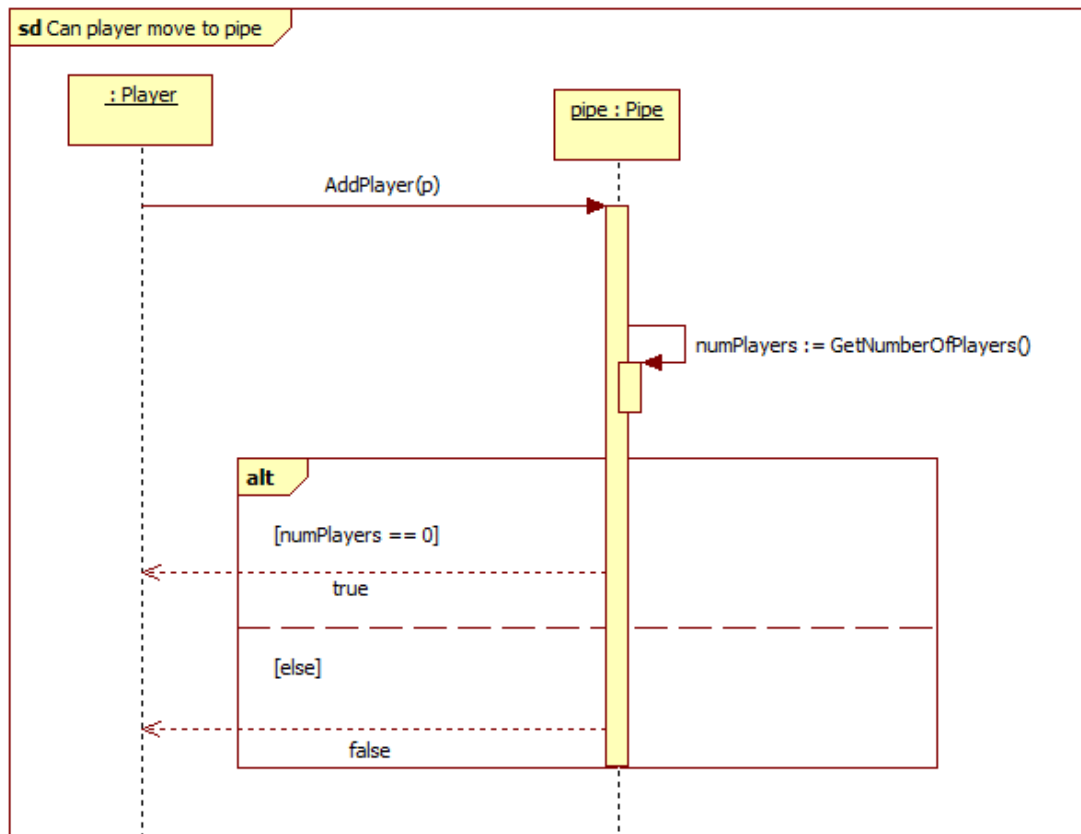 sd Can player move to pipe
: Player
pipe : Pipe
AddPlayer(p)
numPlayers := GetNumberOfPlayers()
alt
[numPlayers == 0]
true
[else]
false